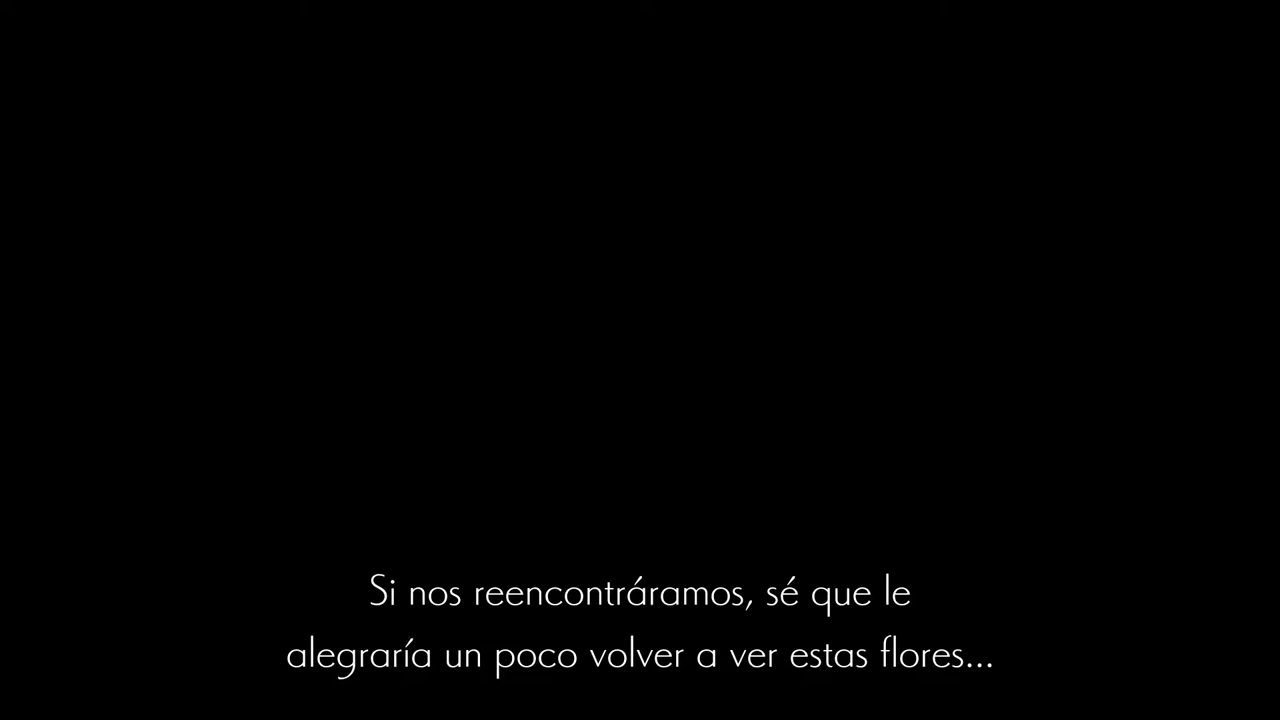 Si nos reencontráramos, sé que le
alegraría un poco volver a ver estas flores...